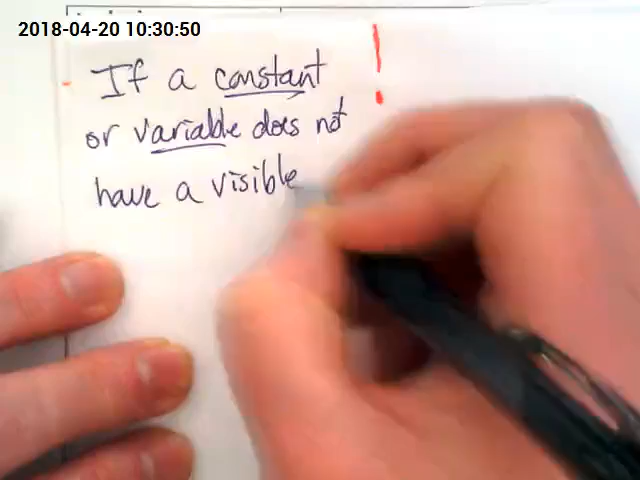 2018-04-20 10:30:50
If a constant !
or variable does not
have a visible